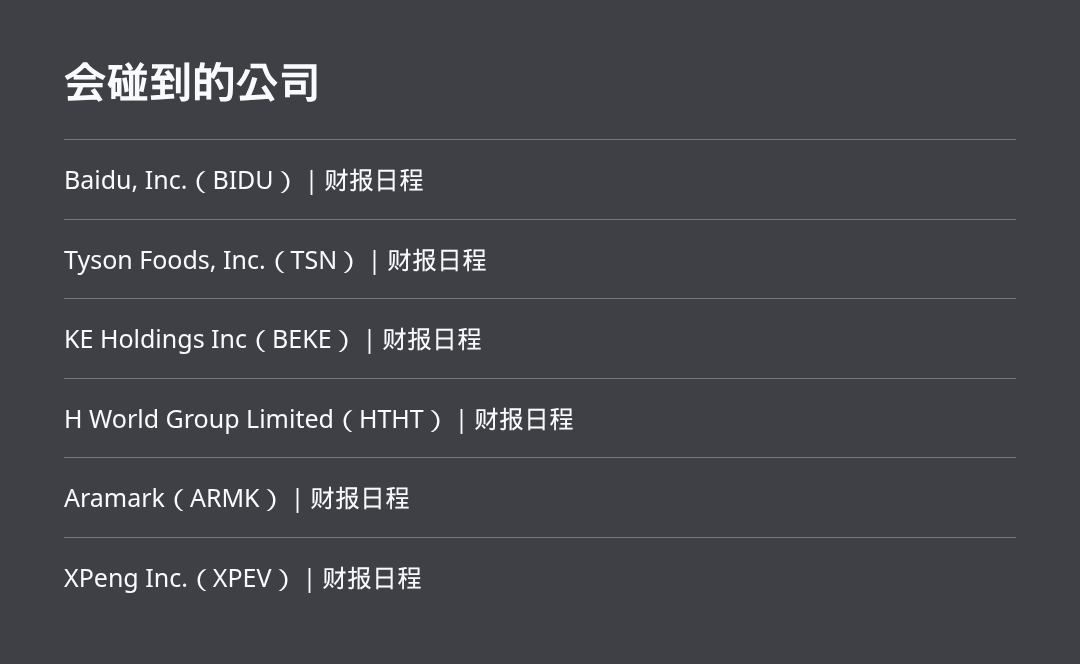 会碰到的公司
Baidu, Inc.（BIDU）｜财报日程
Tyson Foods, Inc.（TSN）｜财报日程
KE Holdings Inc（BEKE）｜财报日程
H World Group Limited（HTHT）｜财报日程
Aramark（ARMK）｜财报日程
XPeng Inc.（XPEV）｜财报日程